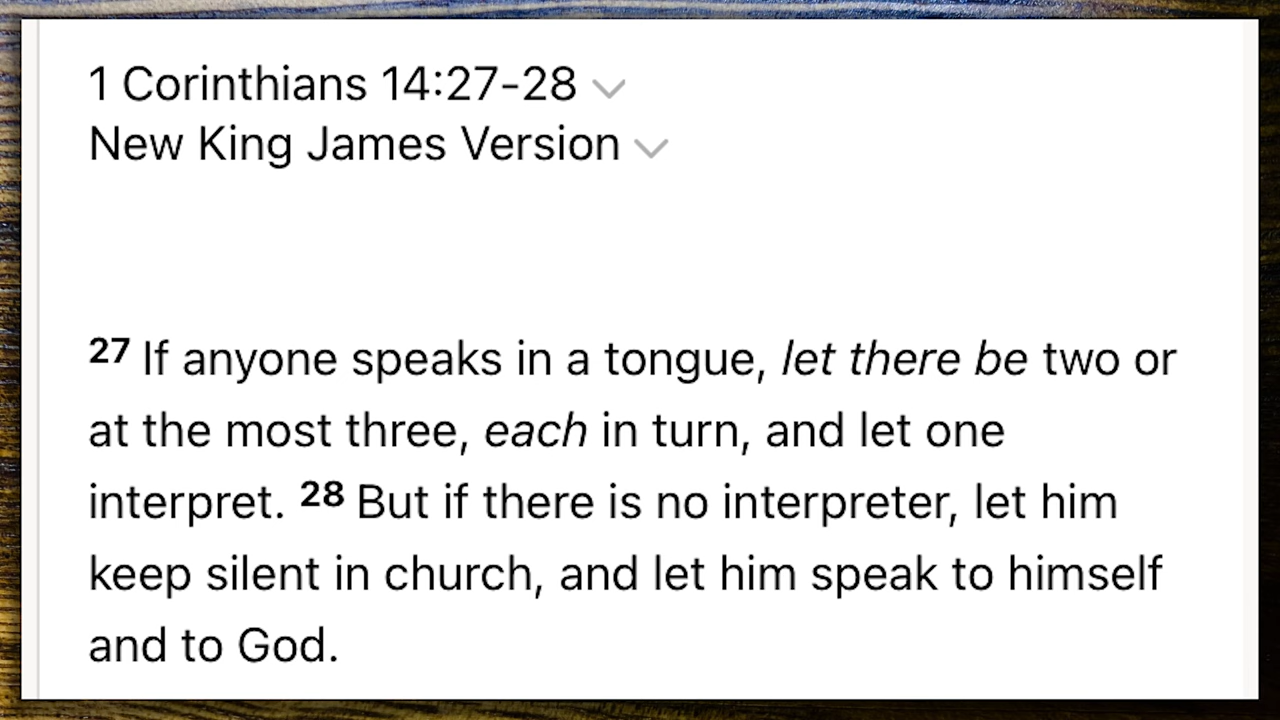 1 Corinthians 14:27-28
New King James Version
27 If anyone speaks in a tongue, let there be two or
at the most three, each in turn, and let one
interpret. 28 But if there is no interpreter, let him
keep silent in church, and let him speak to himself
and to God.